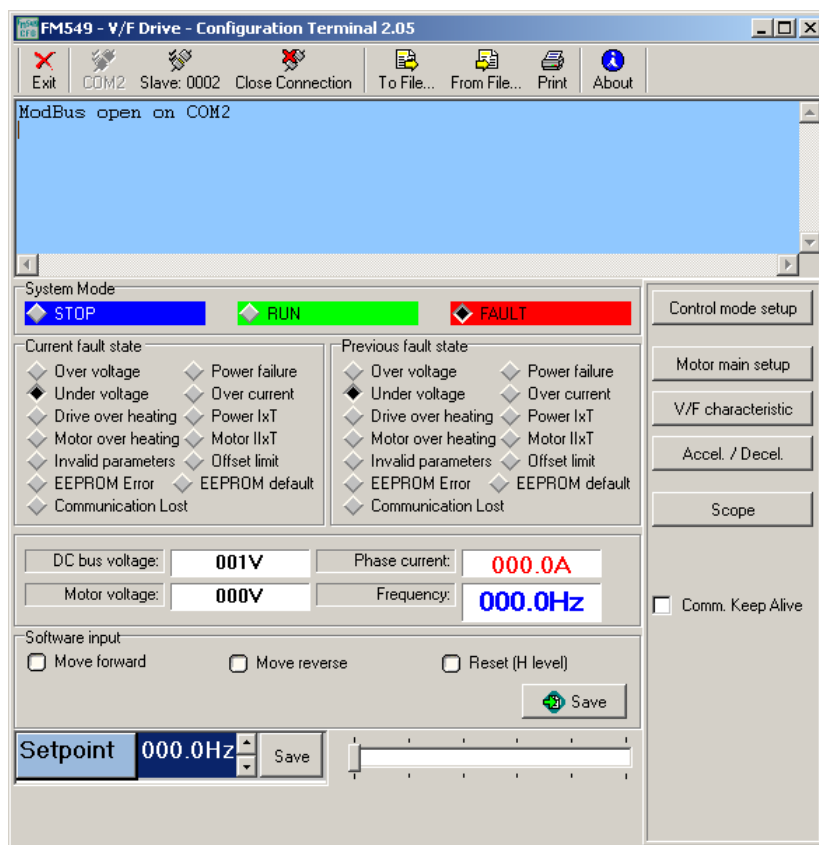 FM549 - V/F Drive - Configuration Terminal 2.05
Exit COM2 Slave: 0002 Close Connection To File... From File... Print About
ModBus open on COM2
System Mode
STOP RUN FAULT
Control mode setup
Current fault state
Over voltage Power failure
Under voltage Over current
Drive over heating Power IxT
Motor over heating Motor IIxT
Invalid parameters Offset limit
EEPROM Error EEPROM default
Communication Lost
Previous fault state
Over voltage Power failure
Under voltage Over current
Drive over heating Power IxT
Motor over heating Motor IIxT
Invalid parameters Offset limit
EEPROM Error EEPROM default
Communication Lost
Motor main setup
V/F characteristic
Accel. / Decel.
Scope
DC bus voltage: 001V Phase current: 000.0A
Motor voltage: 000V Frequency: 000.0Hz
Comm. Keep Alive
Software input
Move forward Move reverse Reset (H level)
Save
Setpoint 000.0Hz Save